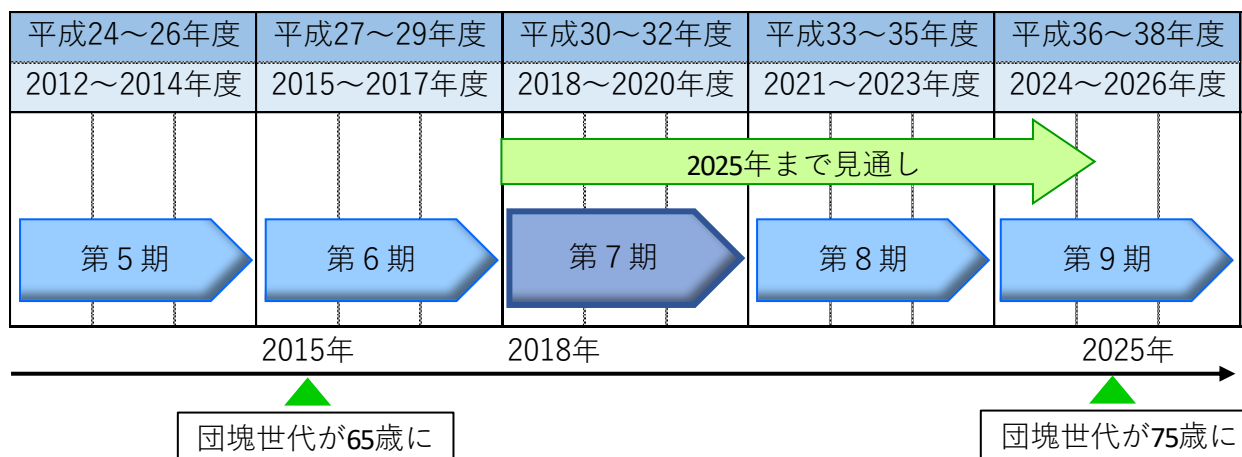 平成24～26年度 平成27～29年度 平成30～32年度 平成33～35年度 平成36～38年度
2012～2014年度 2015～2017年度 2018～2020年度 2021～2023年度 2024～2026年度
2025年まで見通し
第５期 第６期 第７期 第８期 第９期
2015年 2018年 2025年
団塊世代が65歳に 団塊世代が75歳に